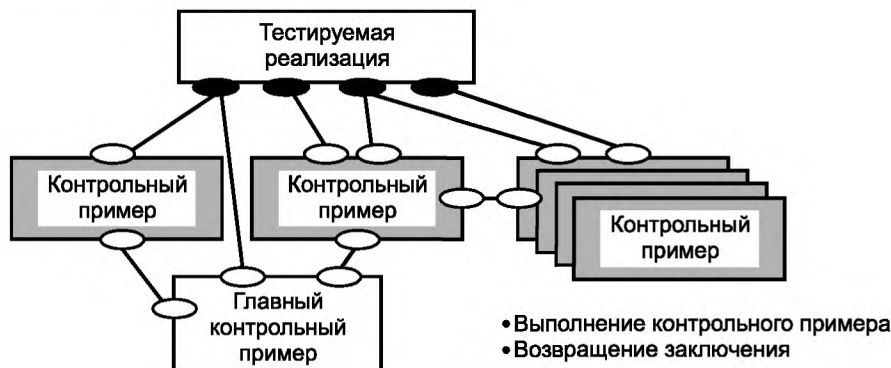 Тестируемая
реализация
Контрольный
пример
Контрольный
пример
Контрольный
пример
Главный
контрольный
пример
•Выполнение контрольного примера
•Возвращение заключения